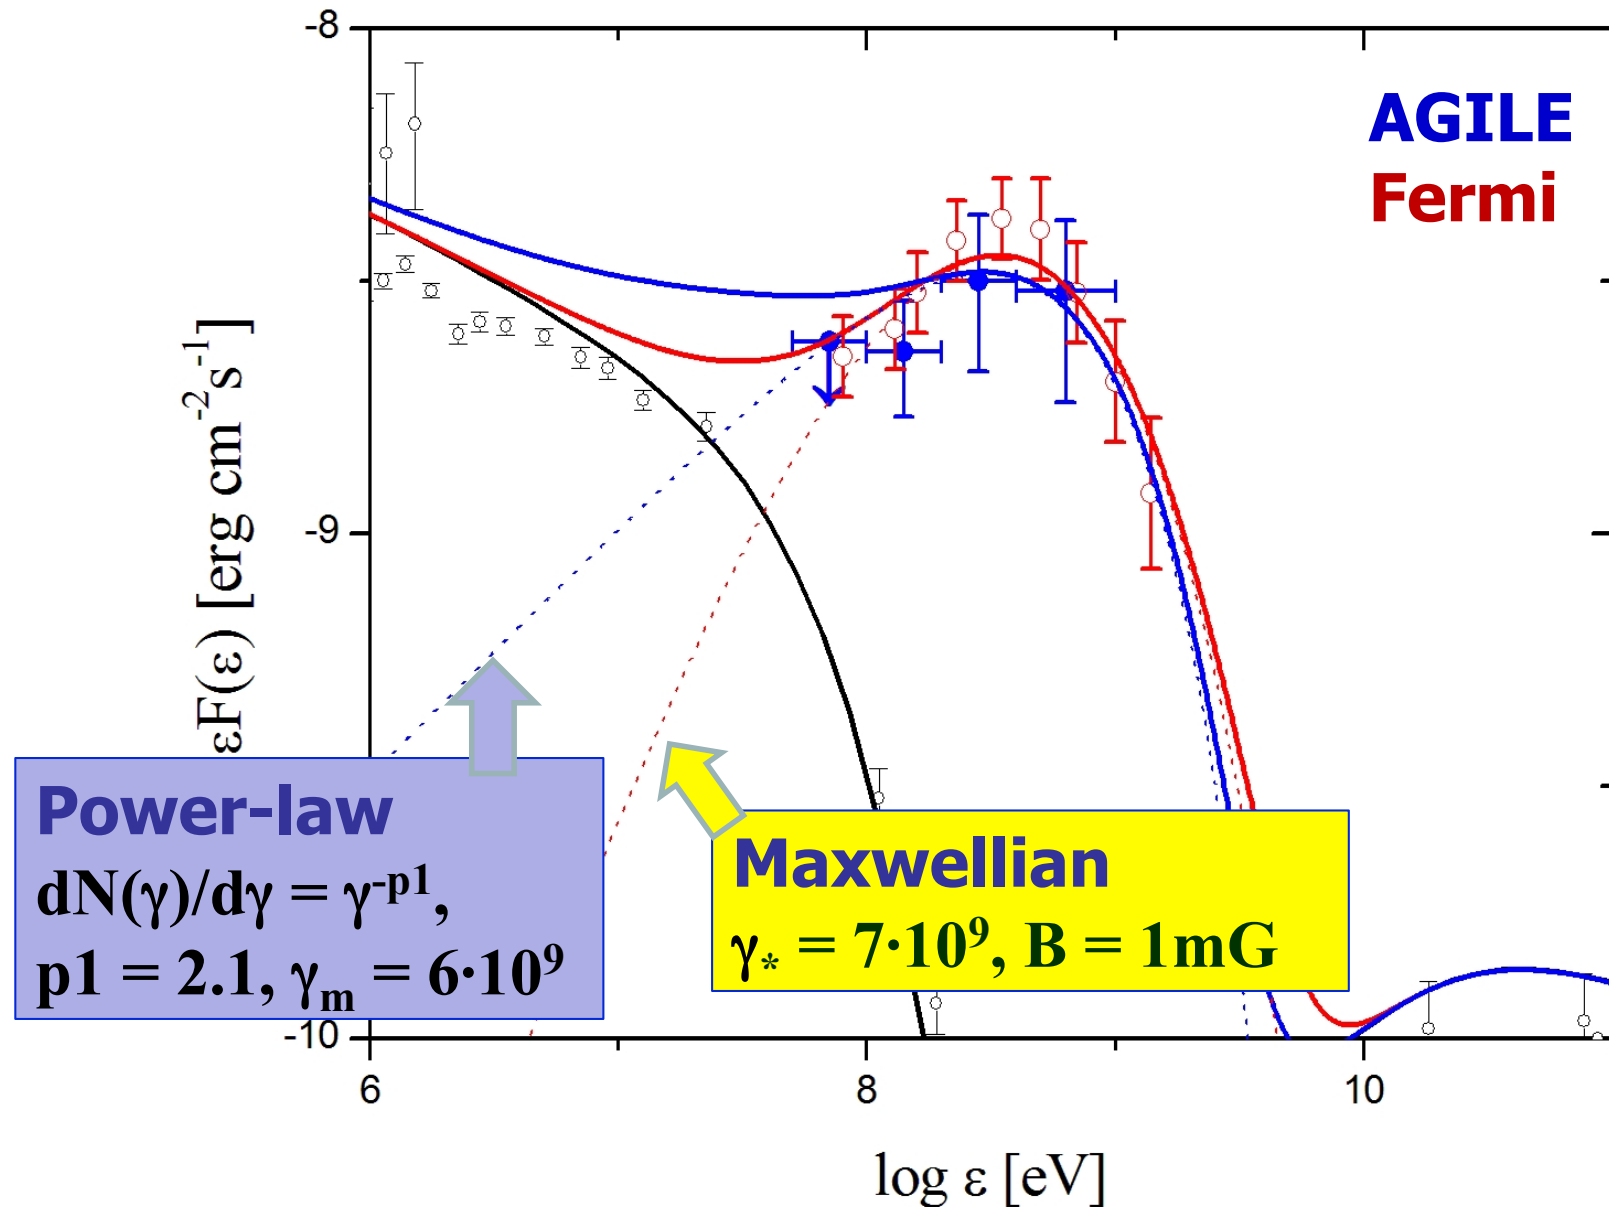 -8
AGILE
Fermi
εF(ε) [erg cm⁻²s⁻¹]
-9
Power-law
dN(γ)/dγ = γ⁻ᵖ¹,
p1 = 2.1, γₘ = 6·10⁹
Maxwellian
γ* = 7·10⁹, B = 1mG
-10
6
8
10
log ε [eV]